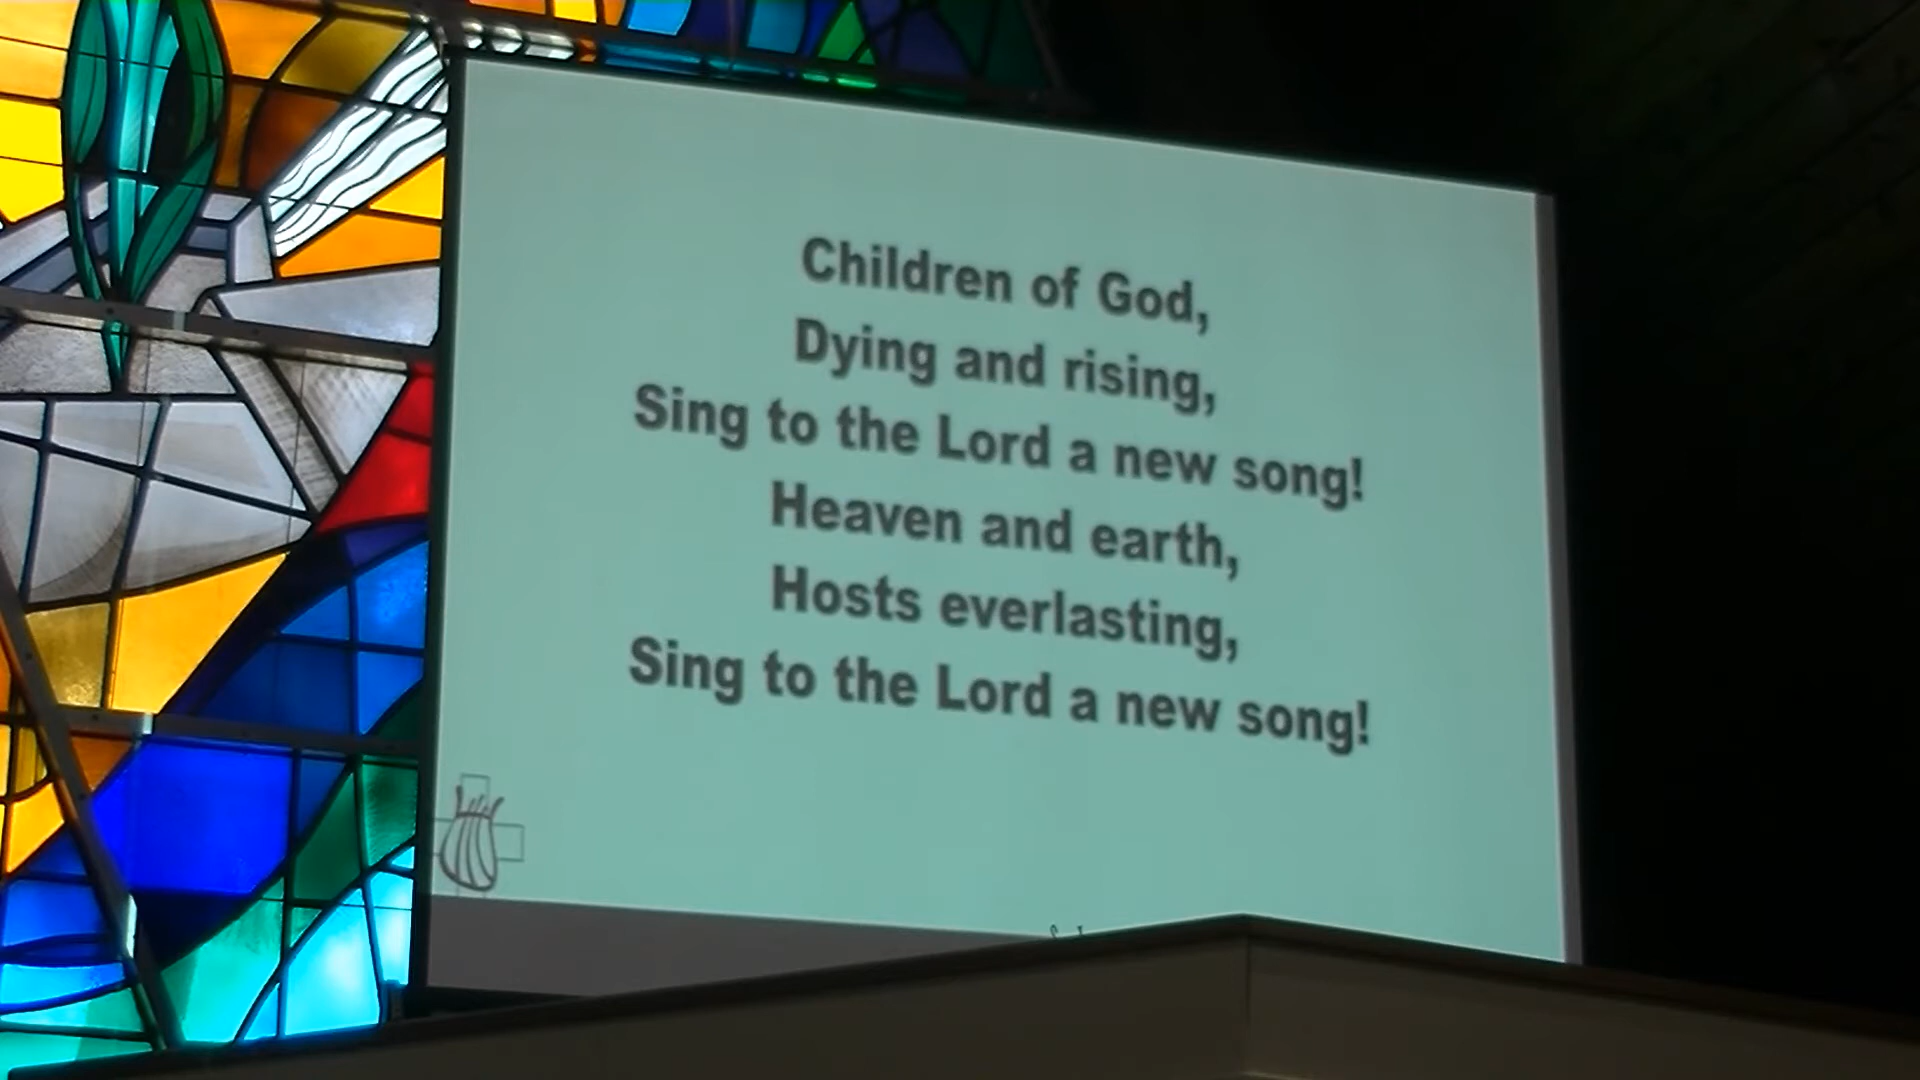 Children of God,
Dying and rising,
Sing to the Lord a new song!
Heaven and earth,
Hosts everlasting,
Sing to the Lord a new song!